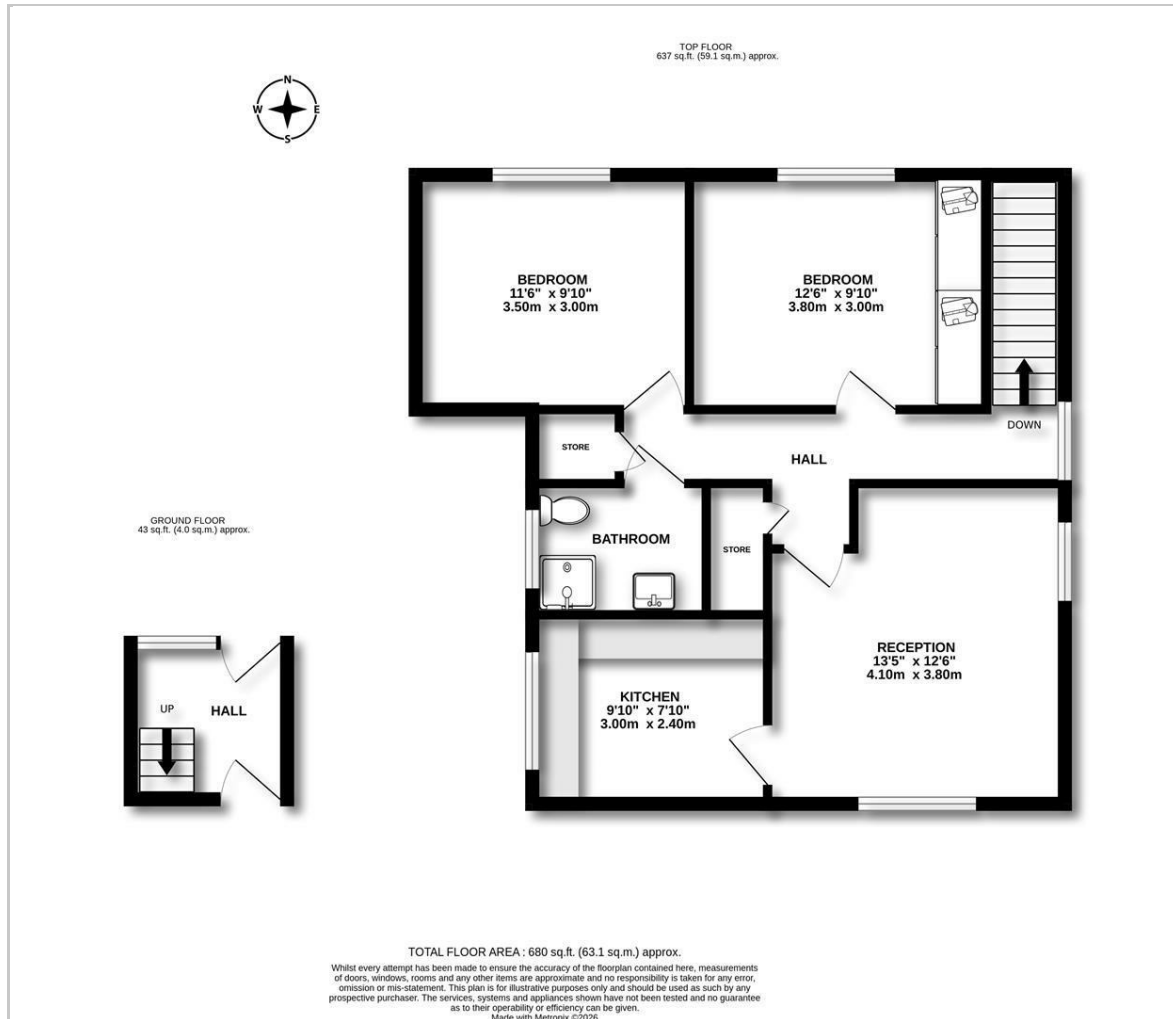 TOP FLOOR
637 sq.ft. (59.1 sq.m.) approx.
N
W
E
S
BEDROOM
11'6" x 9'10"
3.50m x 3.00m
BEDROOM
12'6" x 9'10"
3.80m x 3.00m
DOWN
STORE
HALL
GROUND FLOOR
43 sq.ft. (4.0 sq.m.) approx.
BATHROOM
STORE
RECEPTION
13'5" x 12'6"
4.10m x 3.80m
KITCHEN
9'10" x 7'10"
3.00m x 2.40m
UP
HALL
TOTAL FLOOR AREA : 680 sq.ft. (63.1 sq.m.) approx.
Whilst every attempt has been made to ensure the accuracy of the floorplan contained here, measurements
of doors, windows, rooms and any other items are approximate and no responsibility is taken for any error,
omission or mis-statement. This plan is for illustrative purposes only and should be used as such by any
prospective purchaser. The services, systems and appliances shown have not been tested and no guarantee
as to their operability or efficiency can be given.
Made with Metropix ©2026